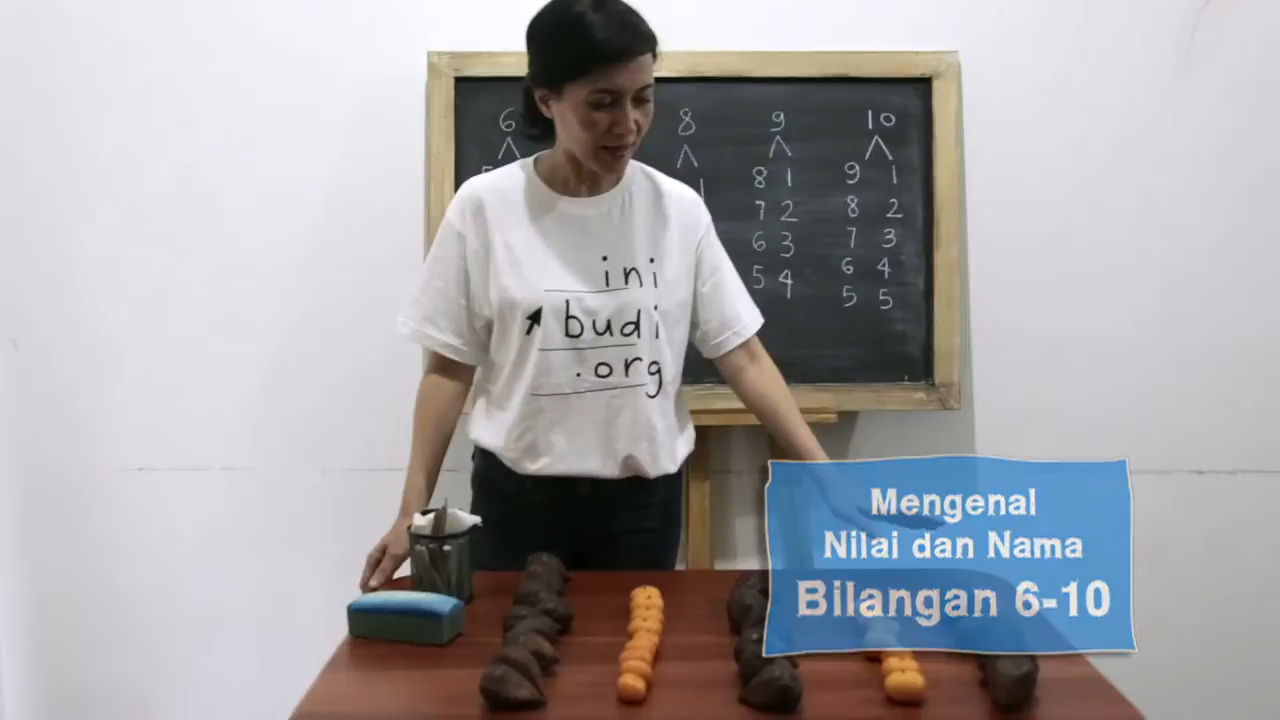 6 8 9 10
8 1 9 1
7 2 8 2
6 3 7 3
5 4 6 4
5 5
ini
budi
.org
Mengenal
Nilai dan Nama
Bilangan 6-10